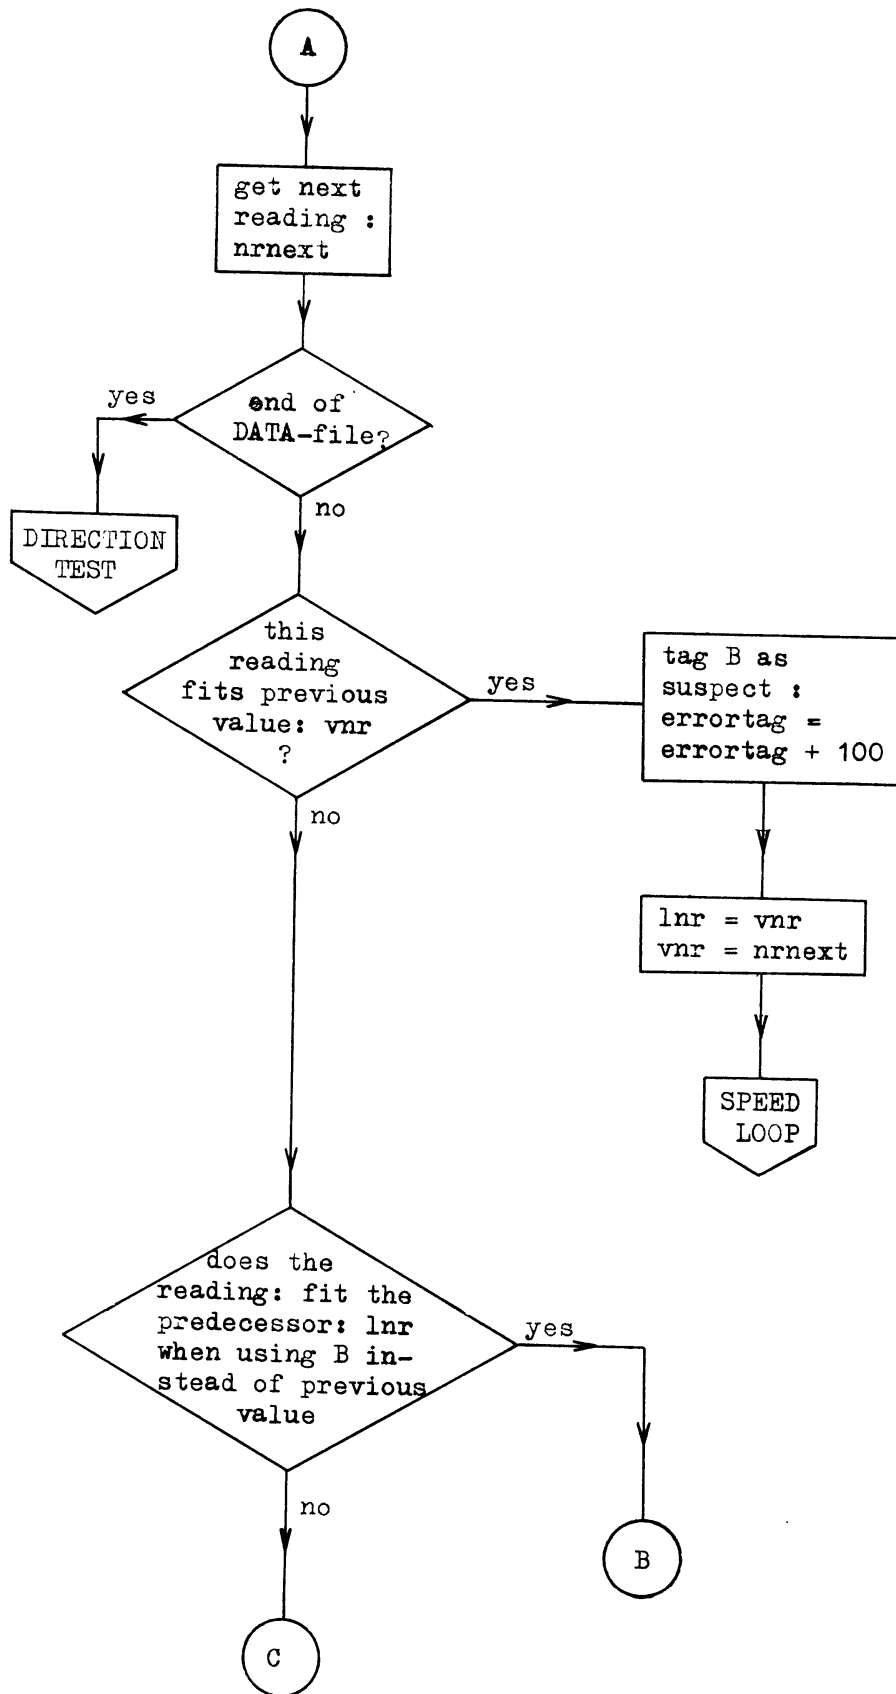 A
get next
reading :
nrnext
yes
end of
DATA-file?
no
DIRECTION
TEST
this
reading
fits previous
value: vnr
?
yes
tag B as
suspect :
errortag =
errortag + 100
no
lnr = vnr
vnr = nrnext
SPEED
LOOP
does the
reading: fit the
predecessor: lnr
when using B in-
stead of previous
value
yes
no
B
C